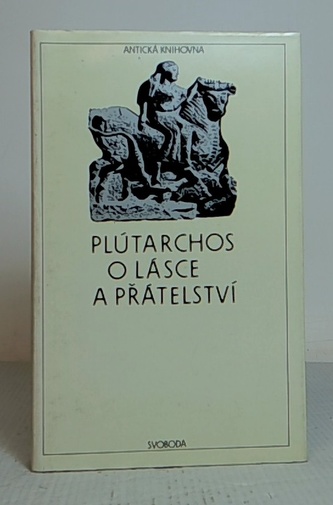 ANTICKÁ KNIHOVNA
PLÚTARCHOS
O LÁSCE
A PŘÁTELSTVÍ
SVOBODA